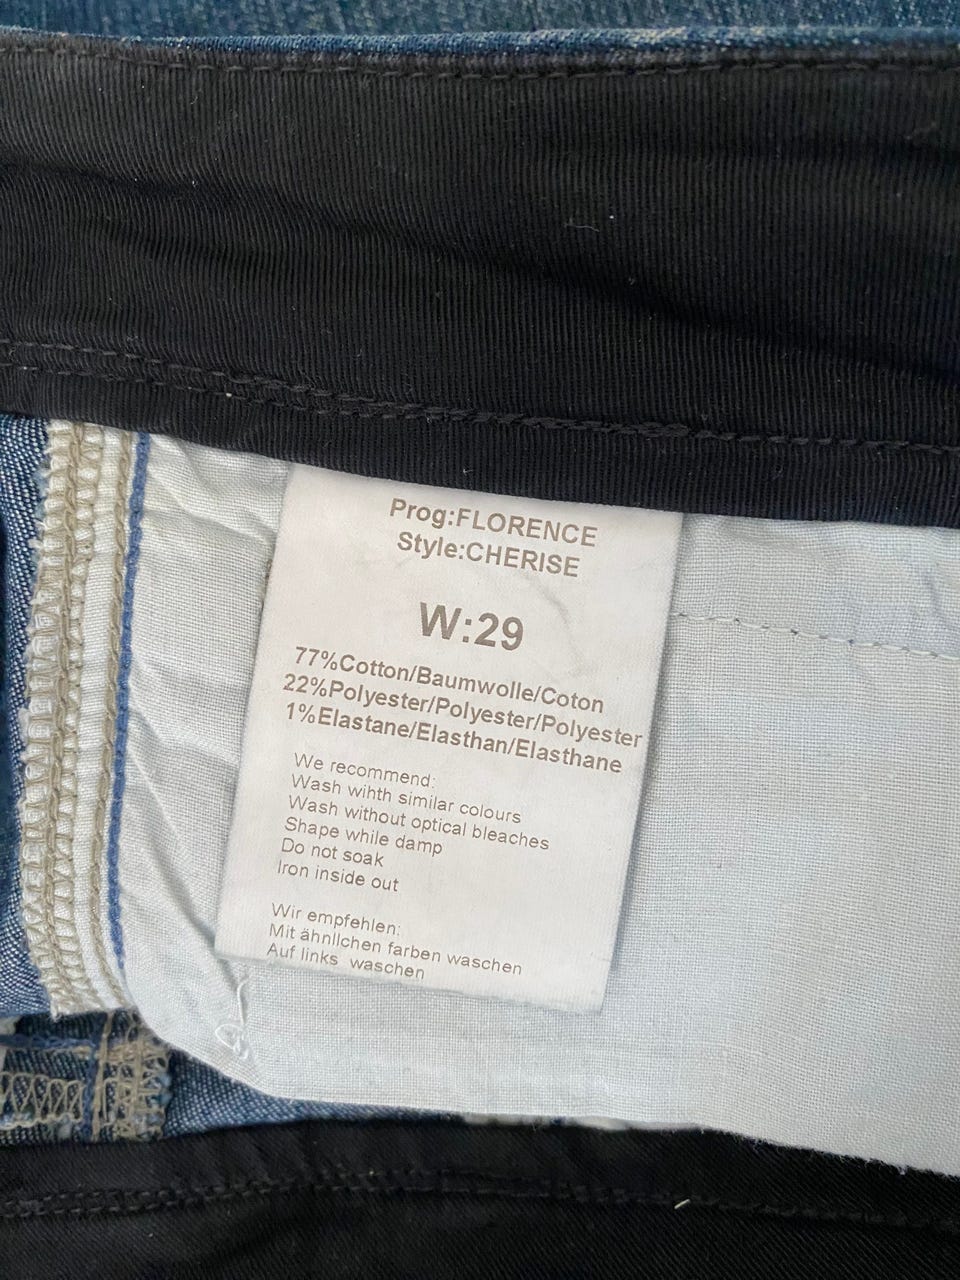 Prog:FLORENCE
Style:CHERISE
W:29
77%Cotton/Baumwolle/Coton
22%Polyester/Polyester/Polyester
1%Elastane/Elasthan/Elasthane
We recommend:
Wash wihth similar colours
Wash without optical bleaches
Shape while damp
Do not soak
Iron inside out
Wir empfehlen:
Mit ähnllchen farben waschen
Auf links waschen